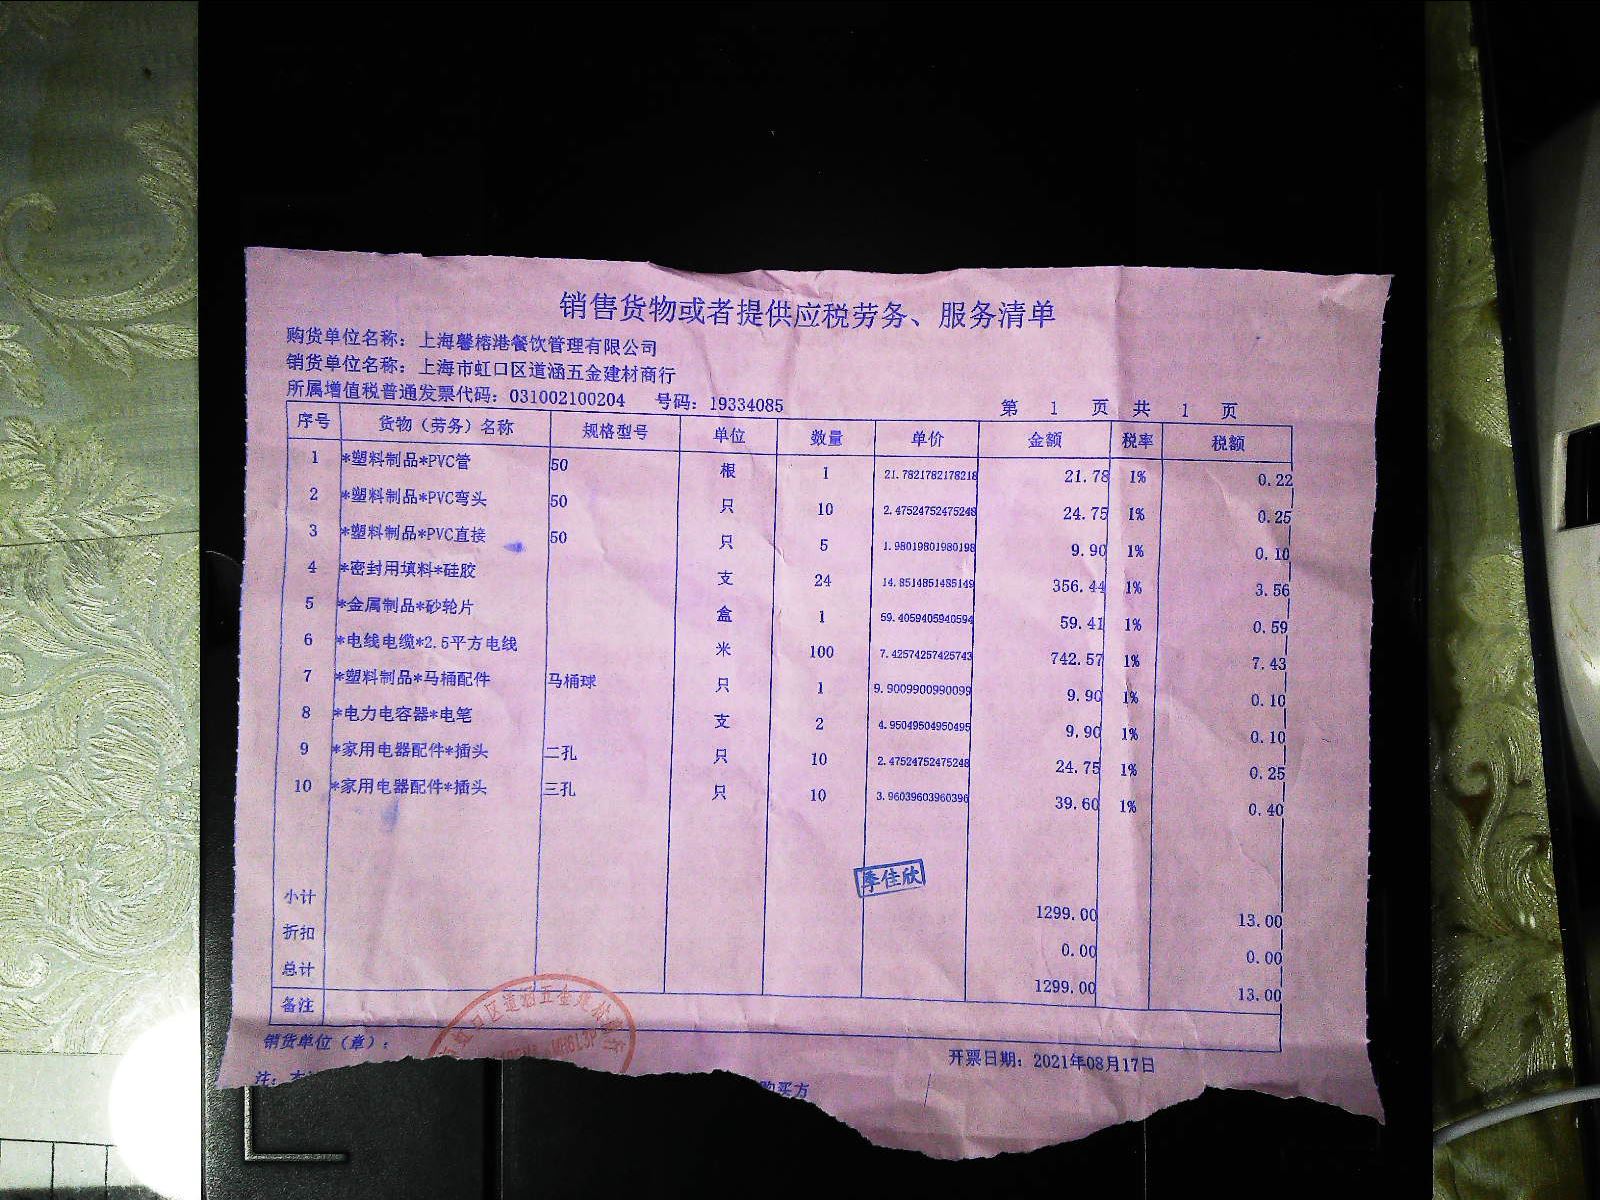 销售货物或者提供应税劳务、服务清单
购货单位名称：上海馨榕港餐饮管理有限公司
销货单位名称：上海市虹口区道涵五金建材商行
所属增值税普通发票代码：031002100204 号码：19334085 第 1 页 共 1 页
序号 货物（劳务）名称 规格型号 单位 数量 单价 金额 税率 税额
1 *塑料制品*PVC管 50 根 1 21.7821782178218 21.78 1% 0.22
2 *塑料制品*PVC弯头 50 只 10 2.47524752475248 24.75 1% 0.25
3 *塑料制品*PVC直接 50 只 5 1.98019801980198 9.90 1% 0.10
4 *密封用填料*硅胶 支 24 14.8514851485149 356.44 1% 3.56
5 *金属制品*砂轮片 盒 1 59.4059405940594 59.41 1% 0.59
6 *电线电缆*2.5平方电线 米 100 7.42574257425743 742.57 1% 7.43
7 *塑料制品*马桶配件 马桶球 只 1 9.9009900990099 9.90 1% 0.10
8 *电力电容器*电笔 支 2 4.95049504950495 9.90 1% 0.10
9 *家用电器配件*插头 二孔 只 10 2.47524752475248 24.75 1% 0.25
10 *家用电器配件*插头 三孔 只 10 3.96039603960396 39.60 1% 0.40
季佳欣
小计 1299.00 13.00
折扣 0.00 0.00
总计 1299.00 13.00
备注
口区道涵五金建材商行
销货单位（章）： 开票日期：2021年08月17日
注：本 购买方